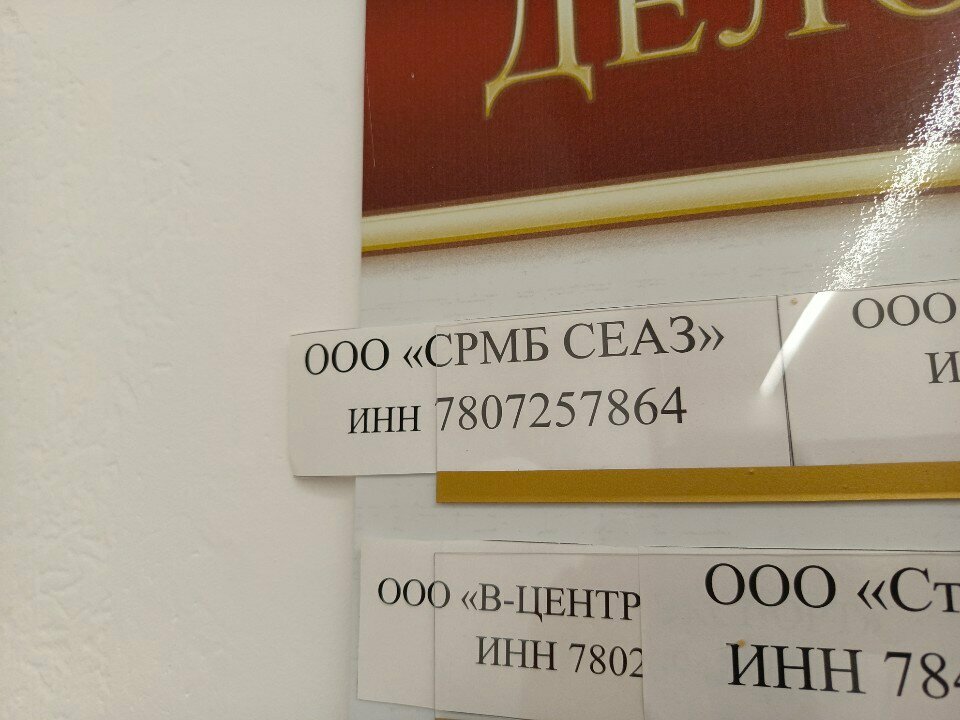 ДЕЛО
ООО «СРМБ СЕАЗ»
ИНН 7807257864
ООО
И
ООО «В-ЦЕНТР
ИНН 7802
ООО «Ст
ИНН 784